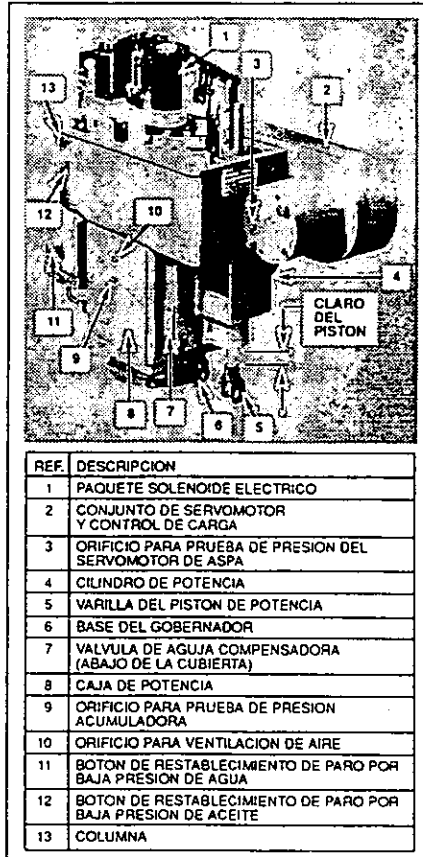 1
3
2
13
12
10
4
CLARO
DEL
PISTON
11
9
8
7
6
5
REF. DESCRIPCION
1 PAQUETE SOLENOIDE ELECTRICO
2 CONJUNTO DE SERVOMOTOR
Y CONTROL DE CARGA
3 ORIFICIO PARA PRUEBA DE PRESION DEL
SERVOMOTOR DE ASPA
4 CILINDRO DE POTENCIA
5 VARILLA DEL PISTON DE POTENCIA
6 BASE DEL GOBERNADOR
7 VALVULA DE AGUJA COMPENSADORA
(ABAJO DE LA CUBIERTA)
8 CAJA DE POTENCIA
9 ORIFICIO PARA PRUEBA DE PRESION
ACUMULADORA
10 ORIFICIO PARA VENTILACION DE AIRE
11 BOTON DE RESTABLECIMIENTO DE PARO POR
BAJA PRESION DE AGUA
12 BOTON DE RESTABLECIMIENTO DE PARO POR
BAJA PRESION DE ACEITE
13 COLUMNA